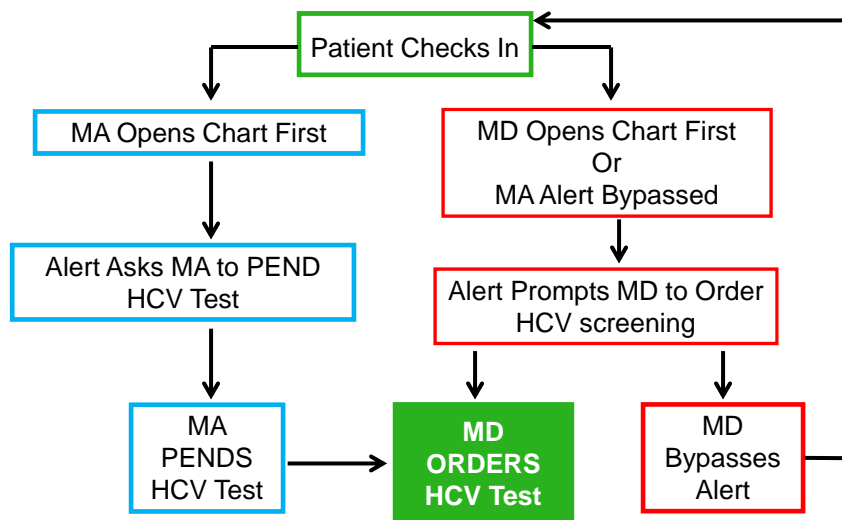 Patient Checks In
MA Opens Chart First
MD Opens Chart First
Or
MA Alert Bypassed
Alert Asks MA to PEND
HCV Test
Alert Prompts MD to Order
HCV screening
MA
PENDS
HCV Test
MD
ORDERS
HCV Test
MD
Bypasses
Alert